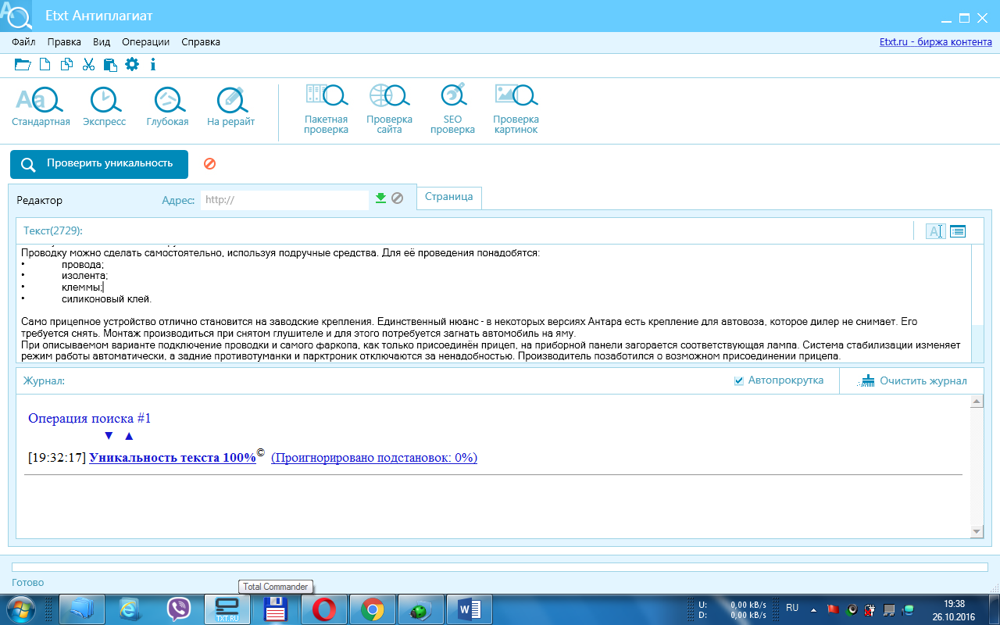 Etxt Антиплагиат
Файл Правка Вид Операции Справка Etxt.ru - биржа контента
Aa
Стандартная Экспресс Глубокая На рерайт Пакетная проверка Проверка сайта SEO проверка Проверка картинок
Проверить уникальность
Редактор Адрес: http:// Страница
Текст(2729):
Проводку можно сделать самостоятельно, используя подручные средства. Для её проведения понадобятся:
• провода;
• изолента;
• клеммы;
• силиконовый клей.
Само прицепное устройство отлично становится на заводские крепления. Единственный нюанс - в некоторых версиях Антара есть крепление для автовоза, которое дилер не снимает. Его
требуется снять. Монтаж производиться при снятом глушителе и для этого потребуется загнать автомобиль на яму.
При описываемом варианте подключение проводки и самого фаркопа, как только присоединён прицеп, на приборной панели загорается соответствующая лампа. Система стабилизации изменяет
режим работы автоматически, а задние противотуманки и парктроник отключаются за ненадобностью. Производитель позаботился о возможном присоединении прицепа.
Журнал: Автопрокрутка Очистить журнал
Операция поиска #1
▼ ▲
[19:32:17] Уникальность текста 100%© (Проигнорировано подстановок: 0%)
Готово
Total Commander
TXT.RU
U: 0,00 kB/s
D: 0,00 kB/s
RU
19:38
26.10.2016